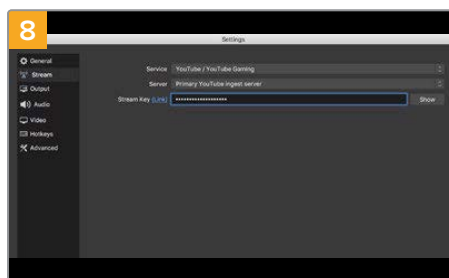 8
Settings
General
Stream
Output
Audio
Video
Hotkeys
Advanced
Service YouTube / YouTube Gaming
Server Primary YouTube ingest server
Stream Key (Link) •••••••••••••••••••• Show